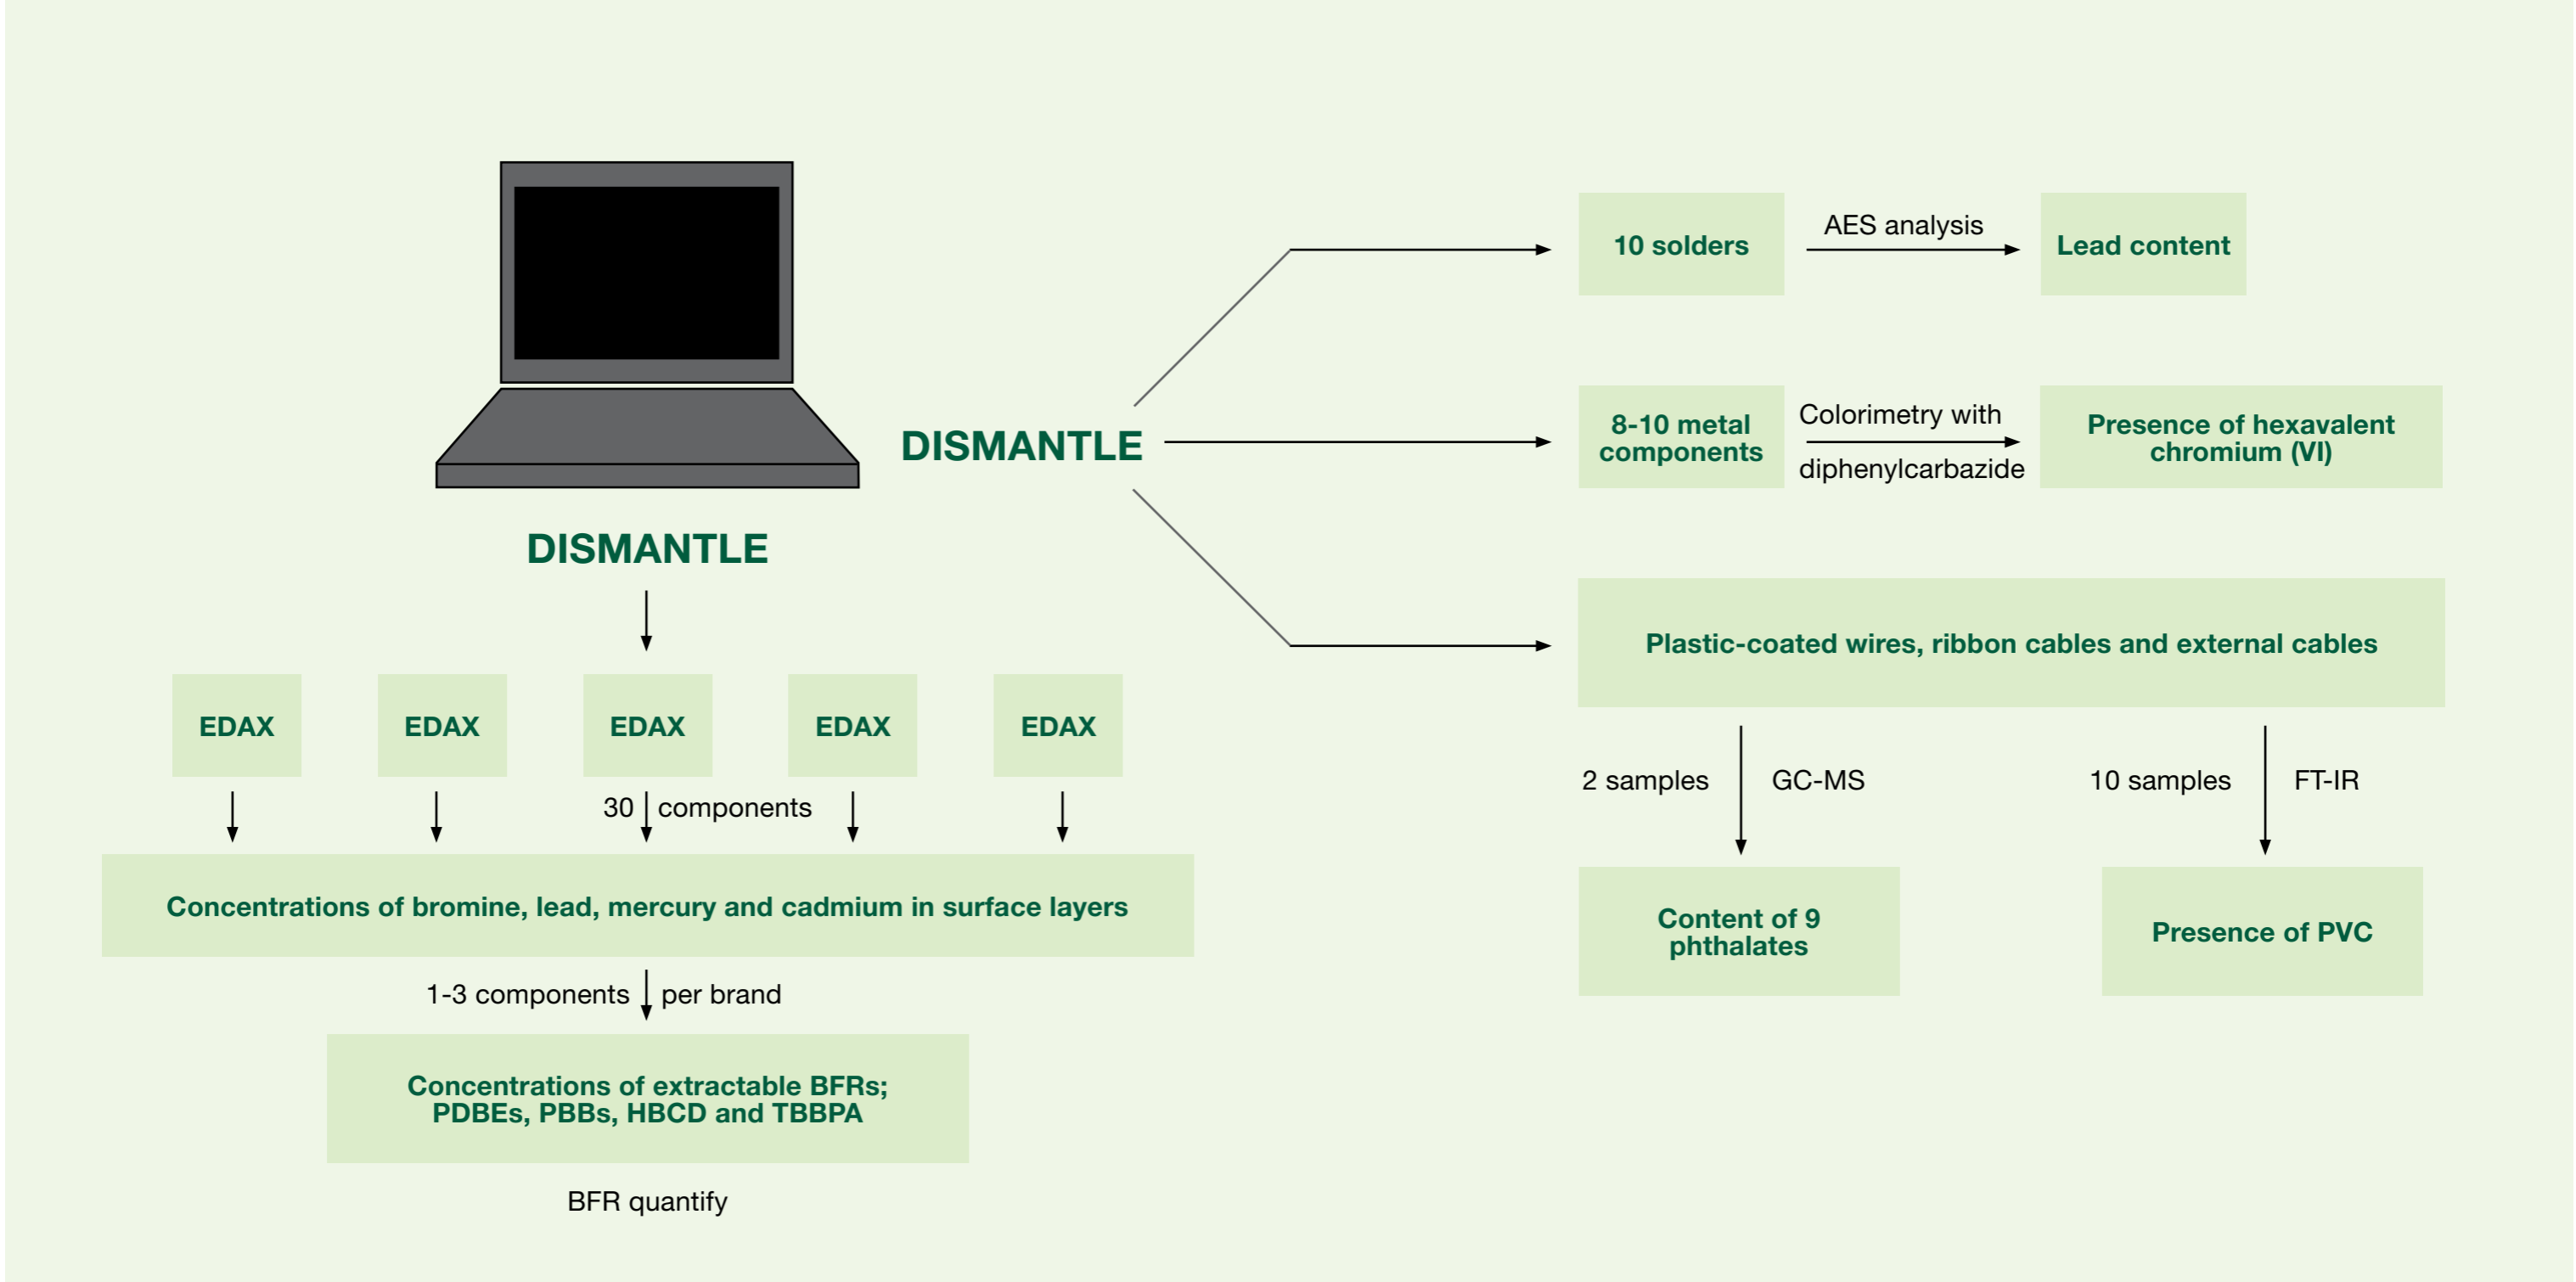 DISMANTLE
DISMANTLE
EDAX
EDAX
EDAX
EDAX
EDAX
30 components
Concentrations of bromine, lead, mercury and cadmium in surface layers
1-3 components per brand
Concentrations of extractable BFRs;
PDBEs, PBBs, HBCD and TBBPA
BFR quantify
10 solders
AES analysis
Lead content
8-10 metal
components
Colorimetry with
diphenylcarbazide
Presence of hexavalent
chromium (VI)
Plastic-coated wires, ribbon cables and external cables
2 samples
GC-MS
10 samples
FT-IR
Content of 9
phthalates
Presence of PVC